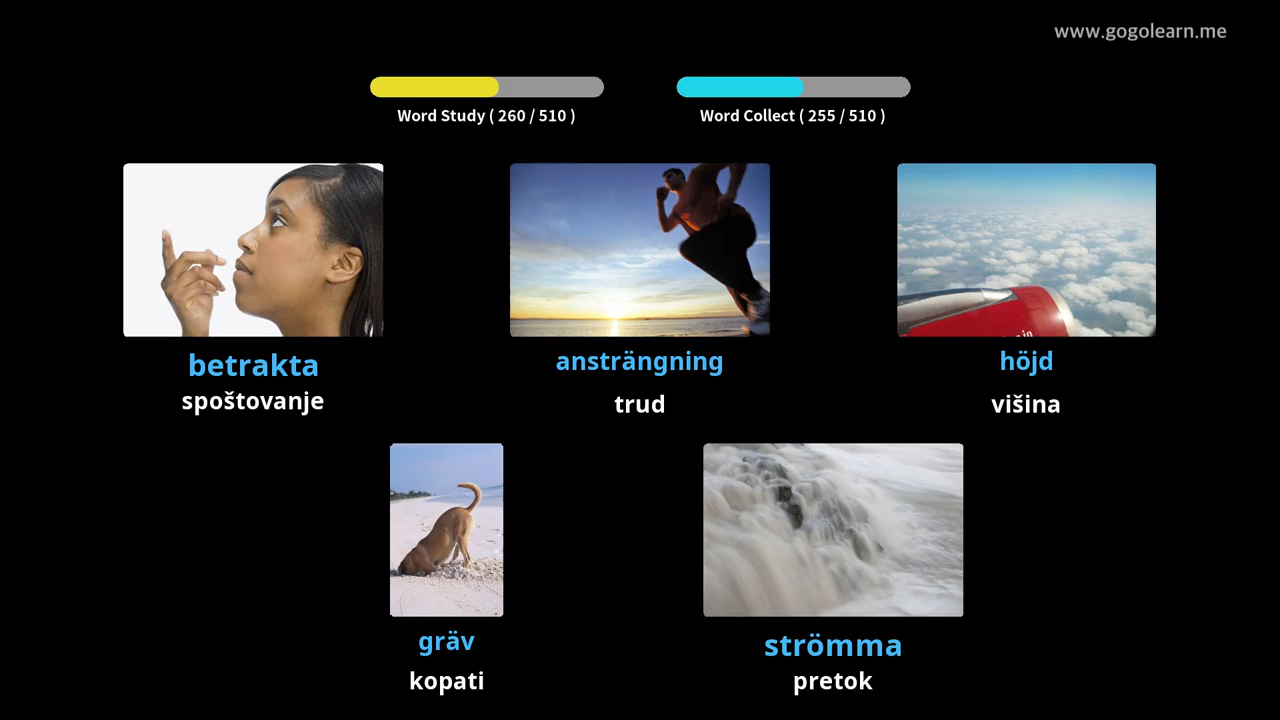 www.gogolearn.me
Word Study ( 260 / 510 )
Word Collect ( 255 / 510 )
betrakta
spoštovanje
ansträngning
trud
höjd
višina
gräv
kopati
strömma
pretok